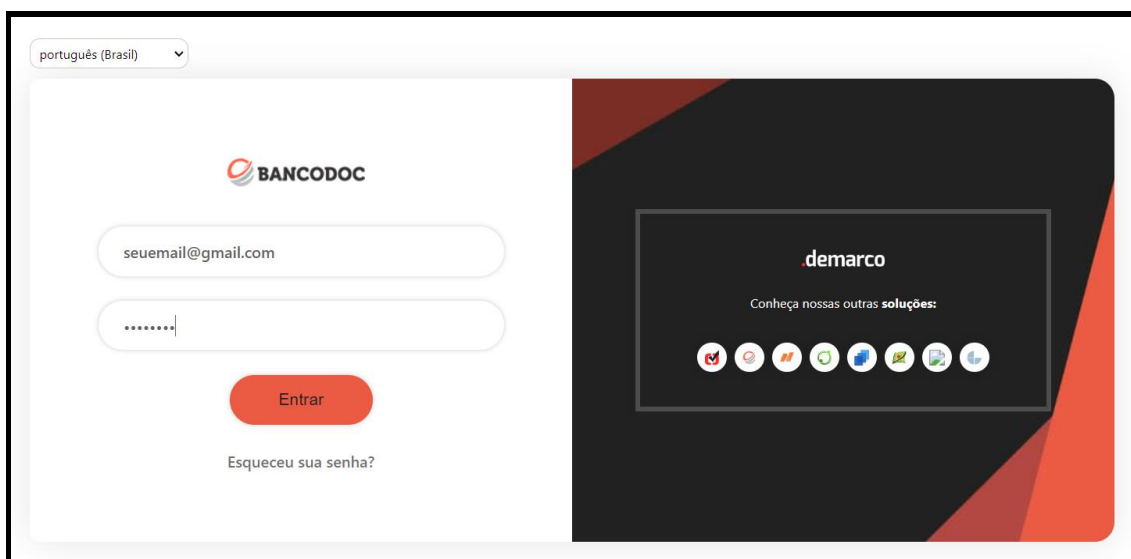 português (Brasil)
BANCODOC
seuemail@gmail.com
••••••••
Entrar
Esqueceu sua senha?
.demarco
Conheça nossas outras soluções: